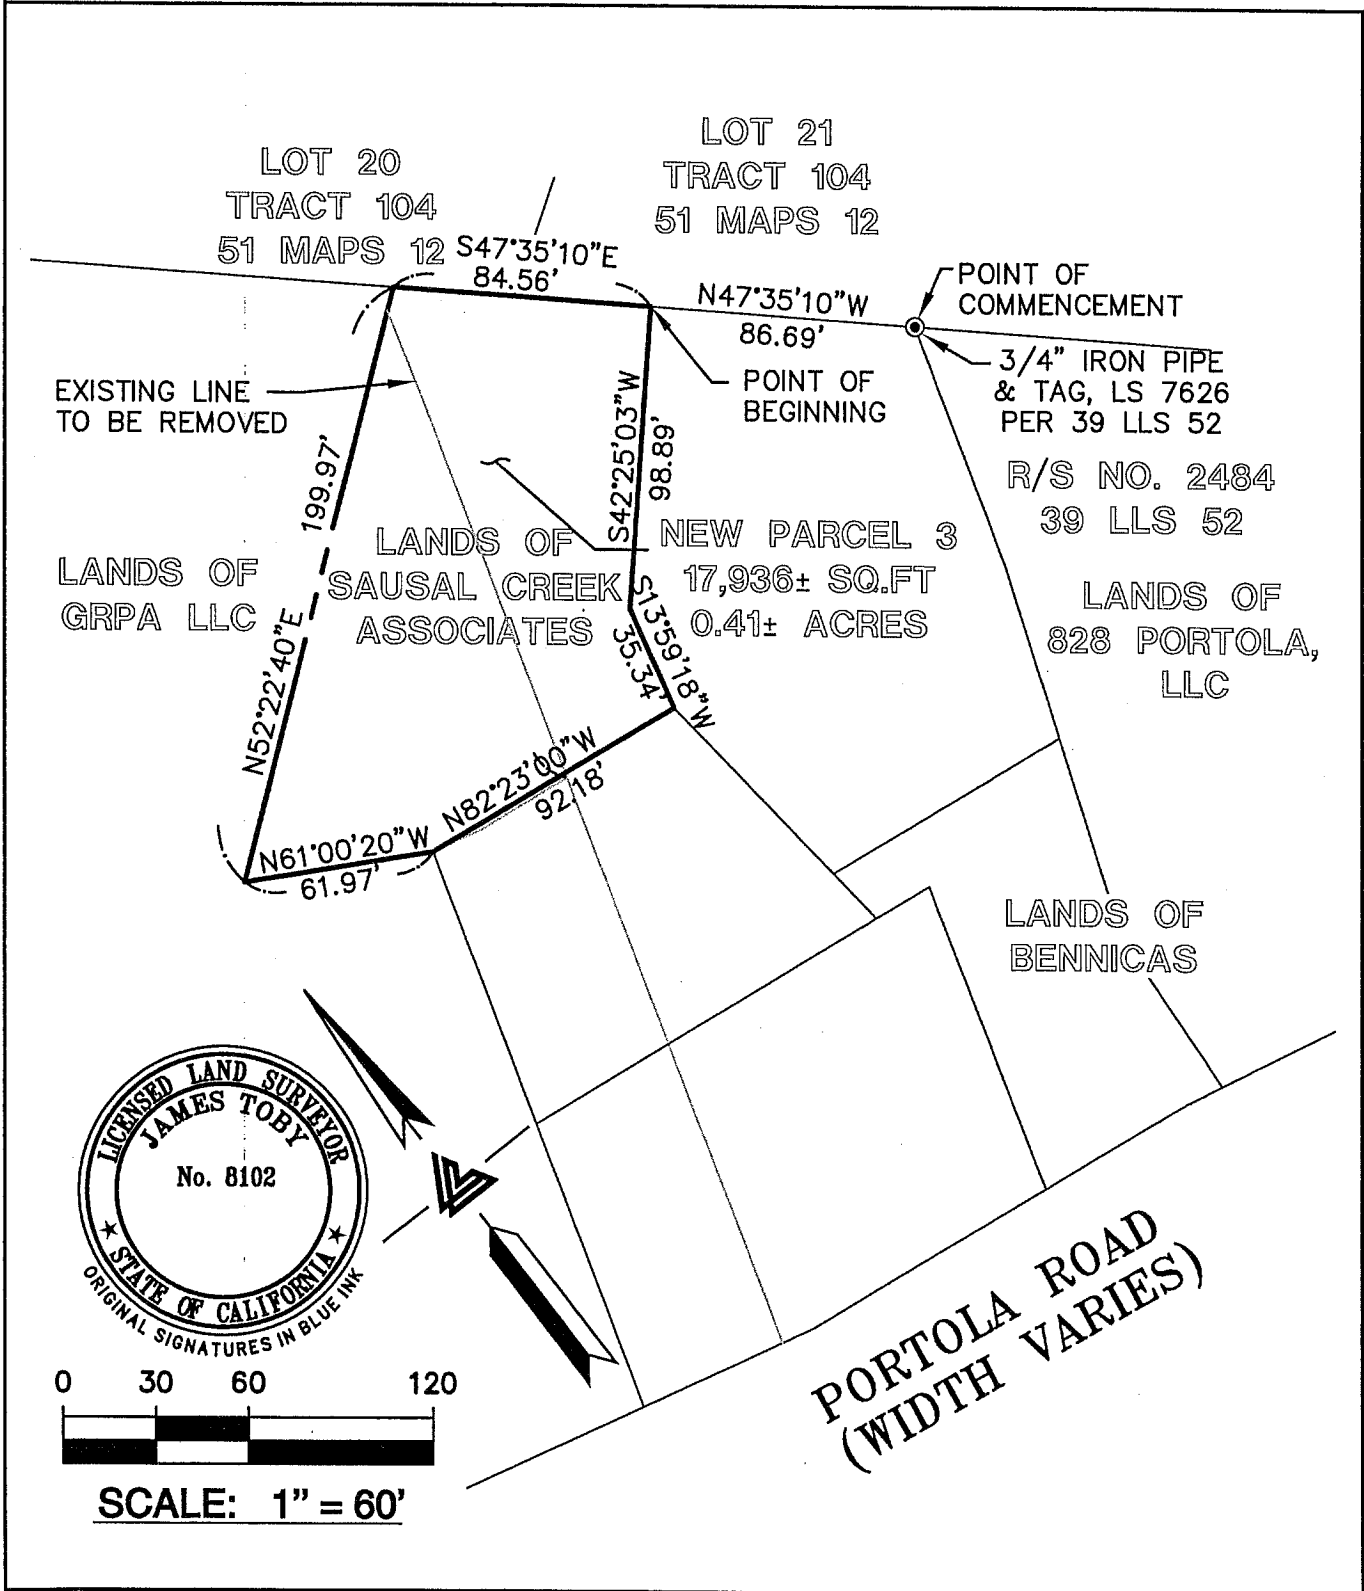 LOT 20
TRACT 104
51 MAPS 12
LOT 21
TRACT 104
51 MAPS 12
S47°35'10"E
84.56'
N47°35'10"W
86.69'
POINT OF
COMMENCEMENT
3/4" IRON PIPE
& TAG, LS 7626
PER 39 LLS 52
POINT OF
BEGINNING
EXISTING LINE
TO BE REMOVED
R/S NO. 2484
39 LLS 52
199.97'
N52°22'40"E
S42°25'03"W
98.89'
LANDS OF
GRPA LLC
LANDS OF
SAUSAL CREEK
ASSOCIATES
NEW PARCEL 3
17,936± SQ.FT
0.41± ACRES
LANDS OF
828 PORTOLA,
LLC
S13°59'18"W
35.34'
N82°23'00"W
92.18'
N61°00'20"W
61.97'
LANDS OF
BENNICAS
LICENSED LAND SURVEYOR
JAMES TOBY
No. 8102
STATE OF CALIFORNIA
ORIGINAL SIGNATURES IN BLUE INK
PORTOLA ROAD
(WIDTH VARIES)
0 30 60 120
SCALE: 1" = 60'